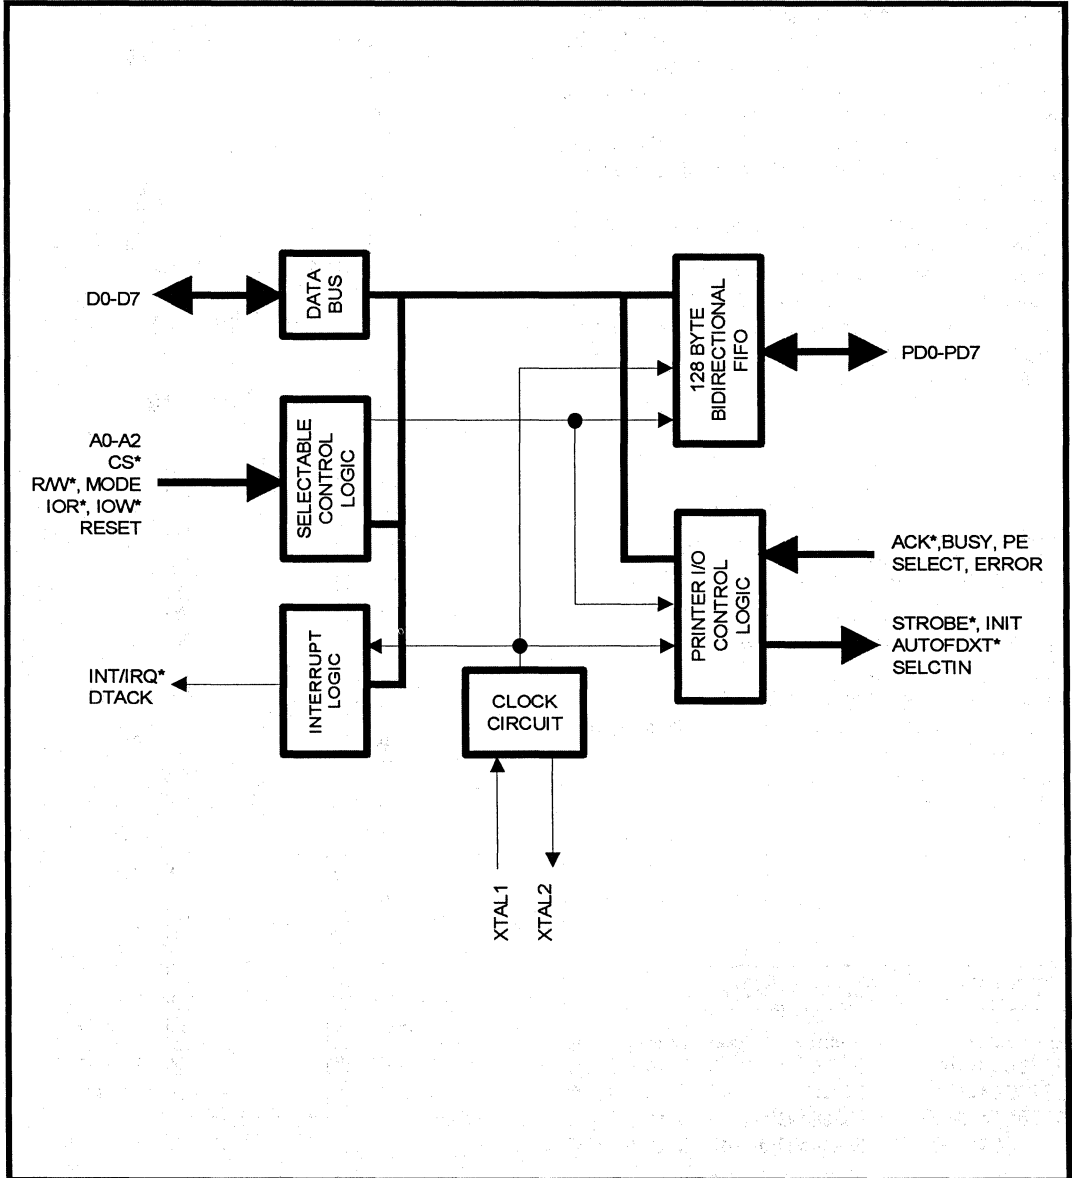 D0-D7
DATA
BUS
128 BYTE
BIDIRECTIONAL
FIFO
PD0-PD7
A0-A2
CS*
R/W*, MODE
IOR*, IOW*
RESET
SELECTABLE
CONTROL
LOGIC
PRINTER I/O
CONTROL
LOGIC
ACK*,BUSY, PE
SELECT, ERROR
STROBE*, INIT
AUTOFDXT*
SELCTIN
INT/IRQ*
DTACK
INTERRUPT
LOGIC
CLOCK
CIRCUIT
XTAL1
XTAL2